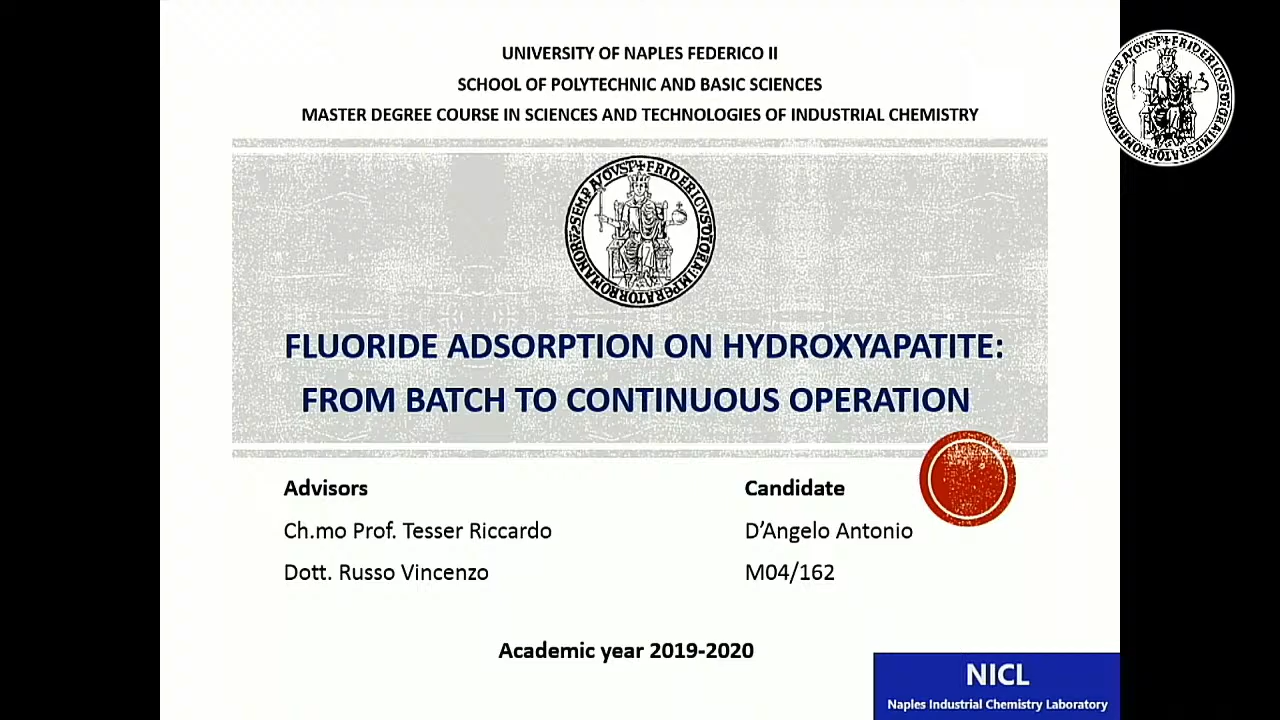 UNIVERSITY OF NAPLES FEDERICO II
SCHOOL OF POLYTECHNIC AND BASIC SCIENCES
MASTER DEGREE COURSE IN SCIENCES AND TECHNOLOGIES OF INDUSTRIAL CHEMISTRY
FLUORIDE ADSORPTION ON HYDROXYAPATITE:
FROM BATCH TO CONTINUOUS OPERATION
Advisors
Ch.mo Prof. Tesser Riccardo
Dott. Russo Vincenzo
Candidate
D’Angelo Antonio
M04/162
Academic year 2019-2020
NICL
Naples Industrial Chemistry Laboratory